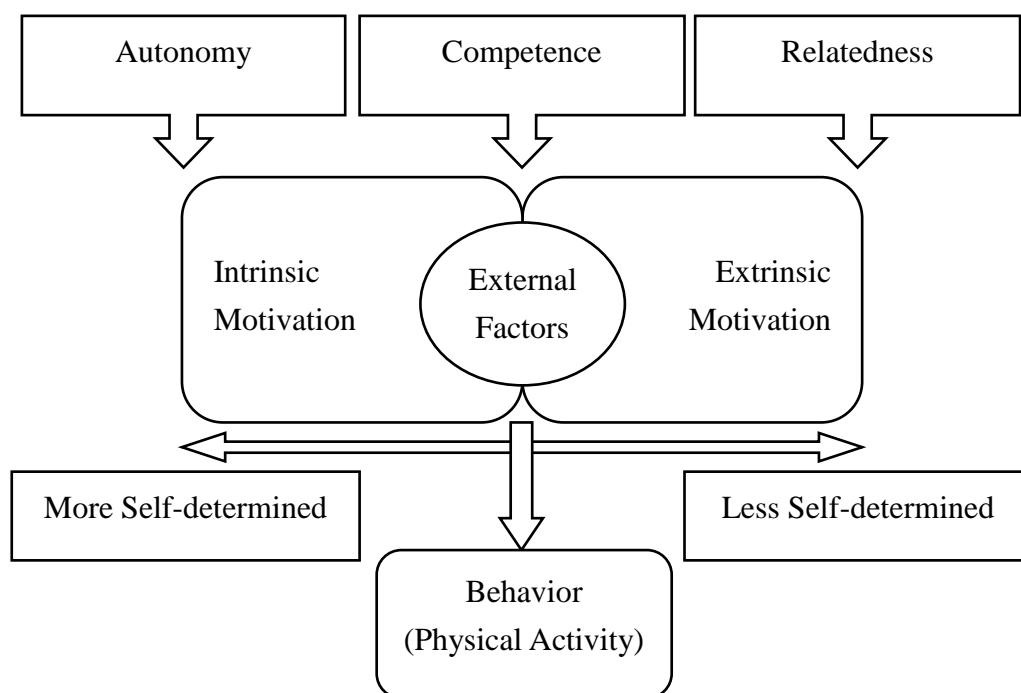 Autonomy
Competence
Relatedness
Intrinsic
Motivation
External
Factors
Extrinsic
Motivation
More Self-determined
Less Self-determined
Behavior
(Physical Activity)